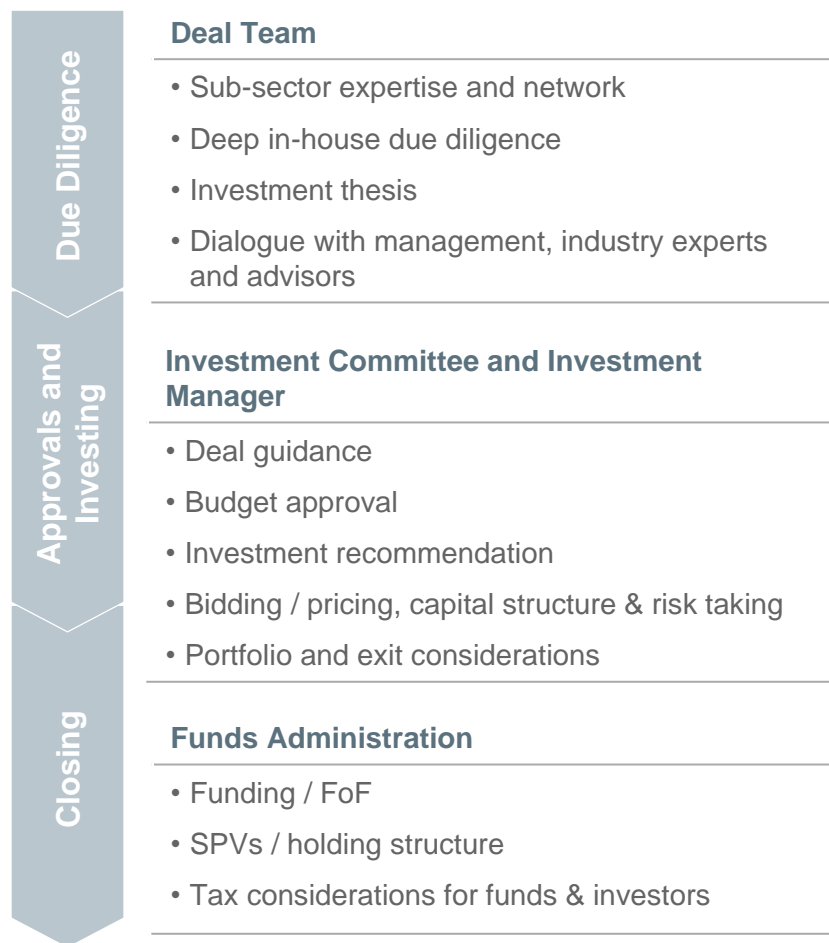 Due Diligence
Deal Team
• Sub-sector expertise and network
• Deep in-house due diligence
• Investment thesis
• Dialogue with management, industry experts
and advisors
Approvals and
Investing
Investment Committee and Investment
Manager
• Deal guidance
• Budget approval
• Investment recommendation
• Bidding / pricing, capital structure & risk taking
• Portfolio and exit considerations
Closing
Funds Administration
• Funding / FoF
• SPVs / holding structure
• Tax considerations for funds & investors